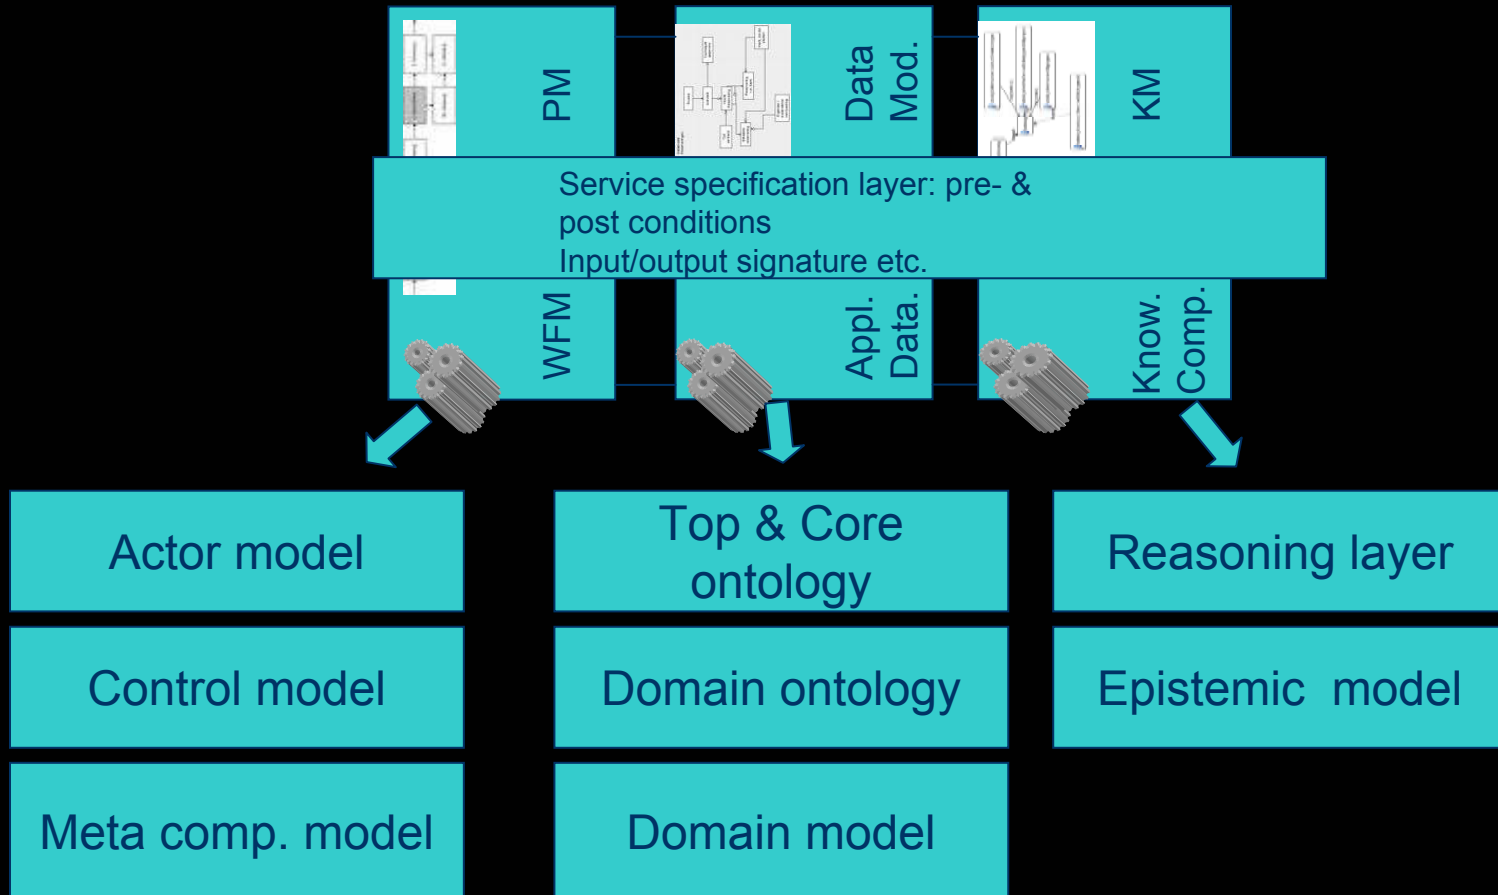 PM
Data
Mod.
KM
Service specification layer: pre- &
post conditions
Input/output signature etc.
WFM
Appl.
Data.
Know.
Comp.
Actor model
Top & Core
ontology
Reasoning layer
Control model
Domain ontology
Epistemic model
Meta comp. model
Domain model